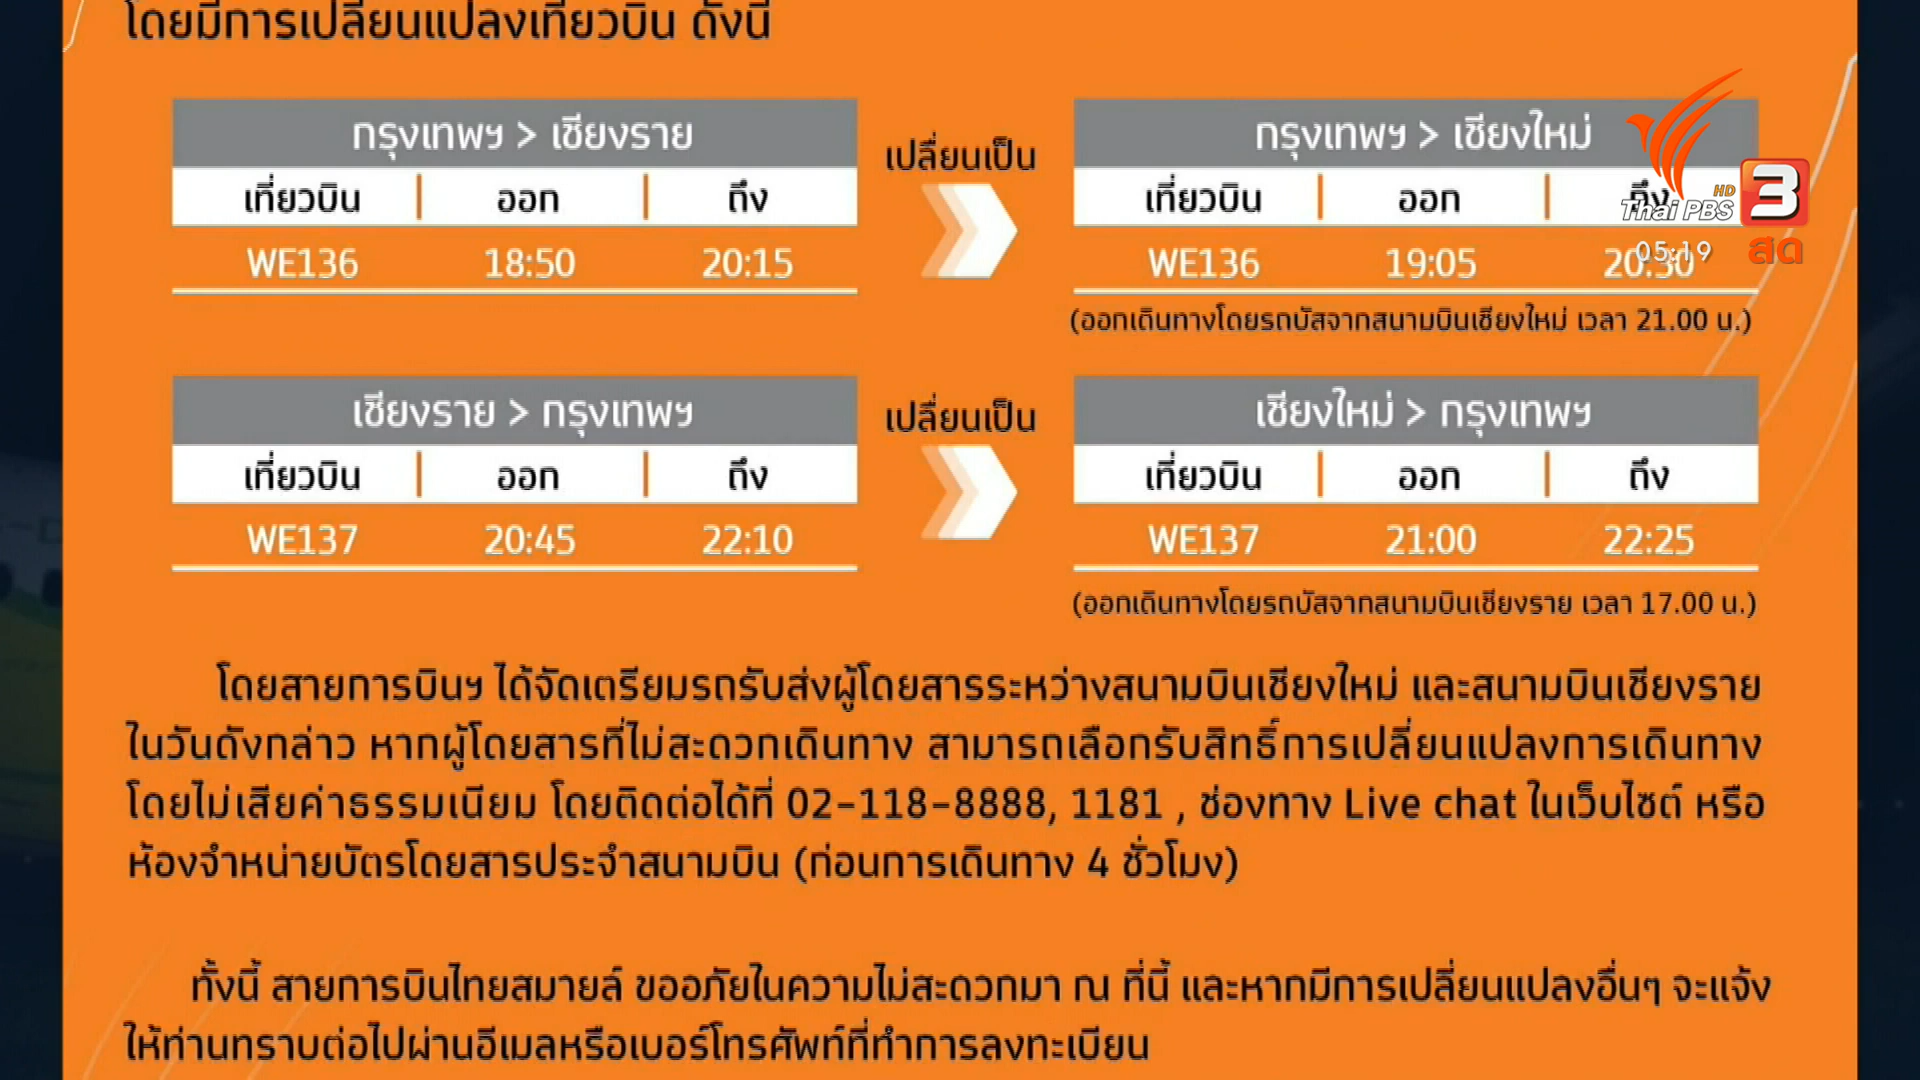 โดยมีการเปลี่ยนแปลงเที่ยวบิน ดังนี้
กรุงเทพฯ > เชียงราย
เที่ยวบิน | ออก | ถึง
WE136 18:50 20:15
เปลี่ยนเป็น
กรุงเทพฯ > เชียงใหม่
เที่ยวบิน | ออก | ถึง
WE136 19:05 20:30
(ออกเดินทางโดยรถบัสจากสนามบินเชียงใหม่ เวลา 21.00 น.)
HD
Thai PBS 3
05:19 สด
เชียงราย > กรุงเทพฯ
เที่ยวบิน | ออก | ถึง
WE137 20:45 22:10
เปลี่ยนเป็น
เชียงใหม่ > กรุงเทพฯ
เที่ยวบิน | ออก | ถึง
WE137 21:00 22:25
(ออกเดินทางโดยรถบัสจากสนามบินเชียงราย เวลา 17.00 น.)
โดยสายการบินฯ ได้จัดเตรียมรถรับส่งผู้โดยสารระหว่างสนามบินเชียงใหม่ และสนามบินเชียงราย
ในวันดังกล่าว หากผู้โดยสารที่ไม่สะดวกเดินทาง สามารถเลือกรับสิทธิ์การเปลี่ยนแปลงการเดินทาง
โดยไม่เสียค่าธรรมเนียม โดยติดต่อได้ที่ 02-118-8888, 1181 , ช่องทาง Live chat ในเว็บไซต์ หรือ
ห้องจำหน่ายบัตรโดยสารประจำสนามบิน (ก่อนการเดินทาง 4 ชั่วโมง)
ทั้งนี้ สายการบินไทยสมายล์ ขออภัยในความไม่สะดวกมา ณ ที่นี้ และหากมีการเปลี่ยนแปลงอื่นๆ จะแจ้ง
ให้ท่านทราบต่อไปผ่านอีเมลหรือเบอร์โทรศัพท์ที่ทำการลงทะเบียน